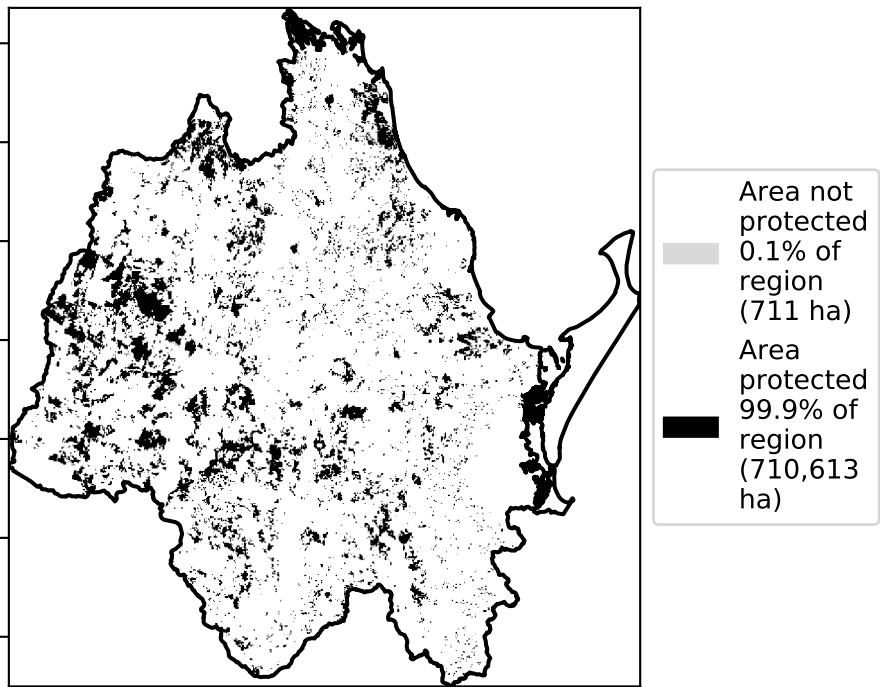 Area not
protected
0.1% of
region
(711 ha)
Area
protected
99.9% of
region
(710,613
ha)